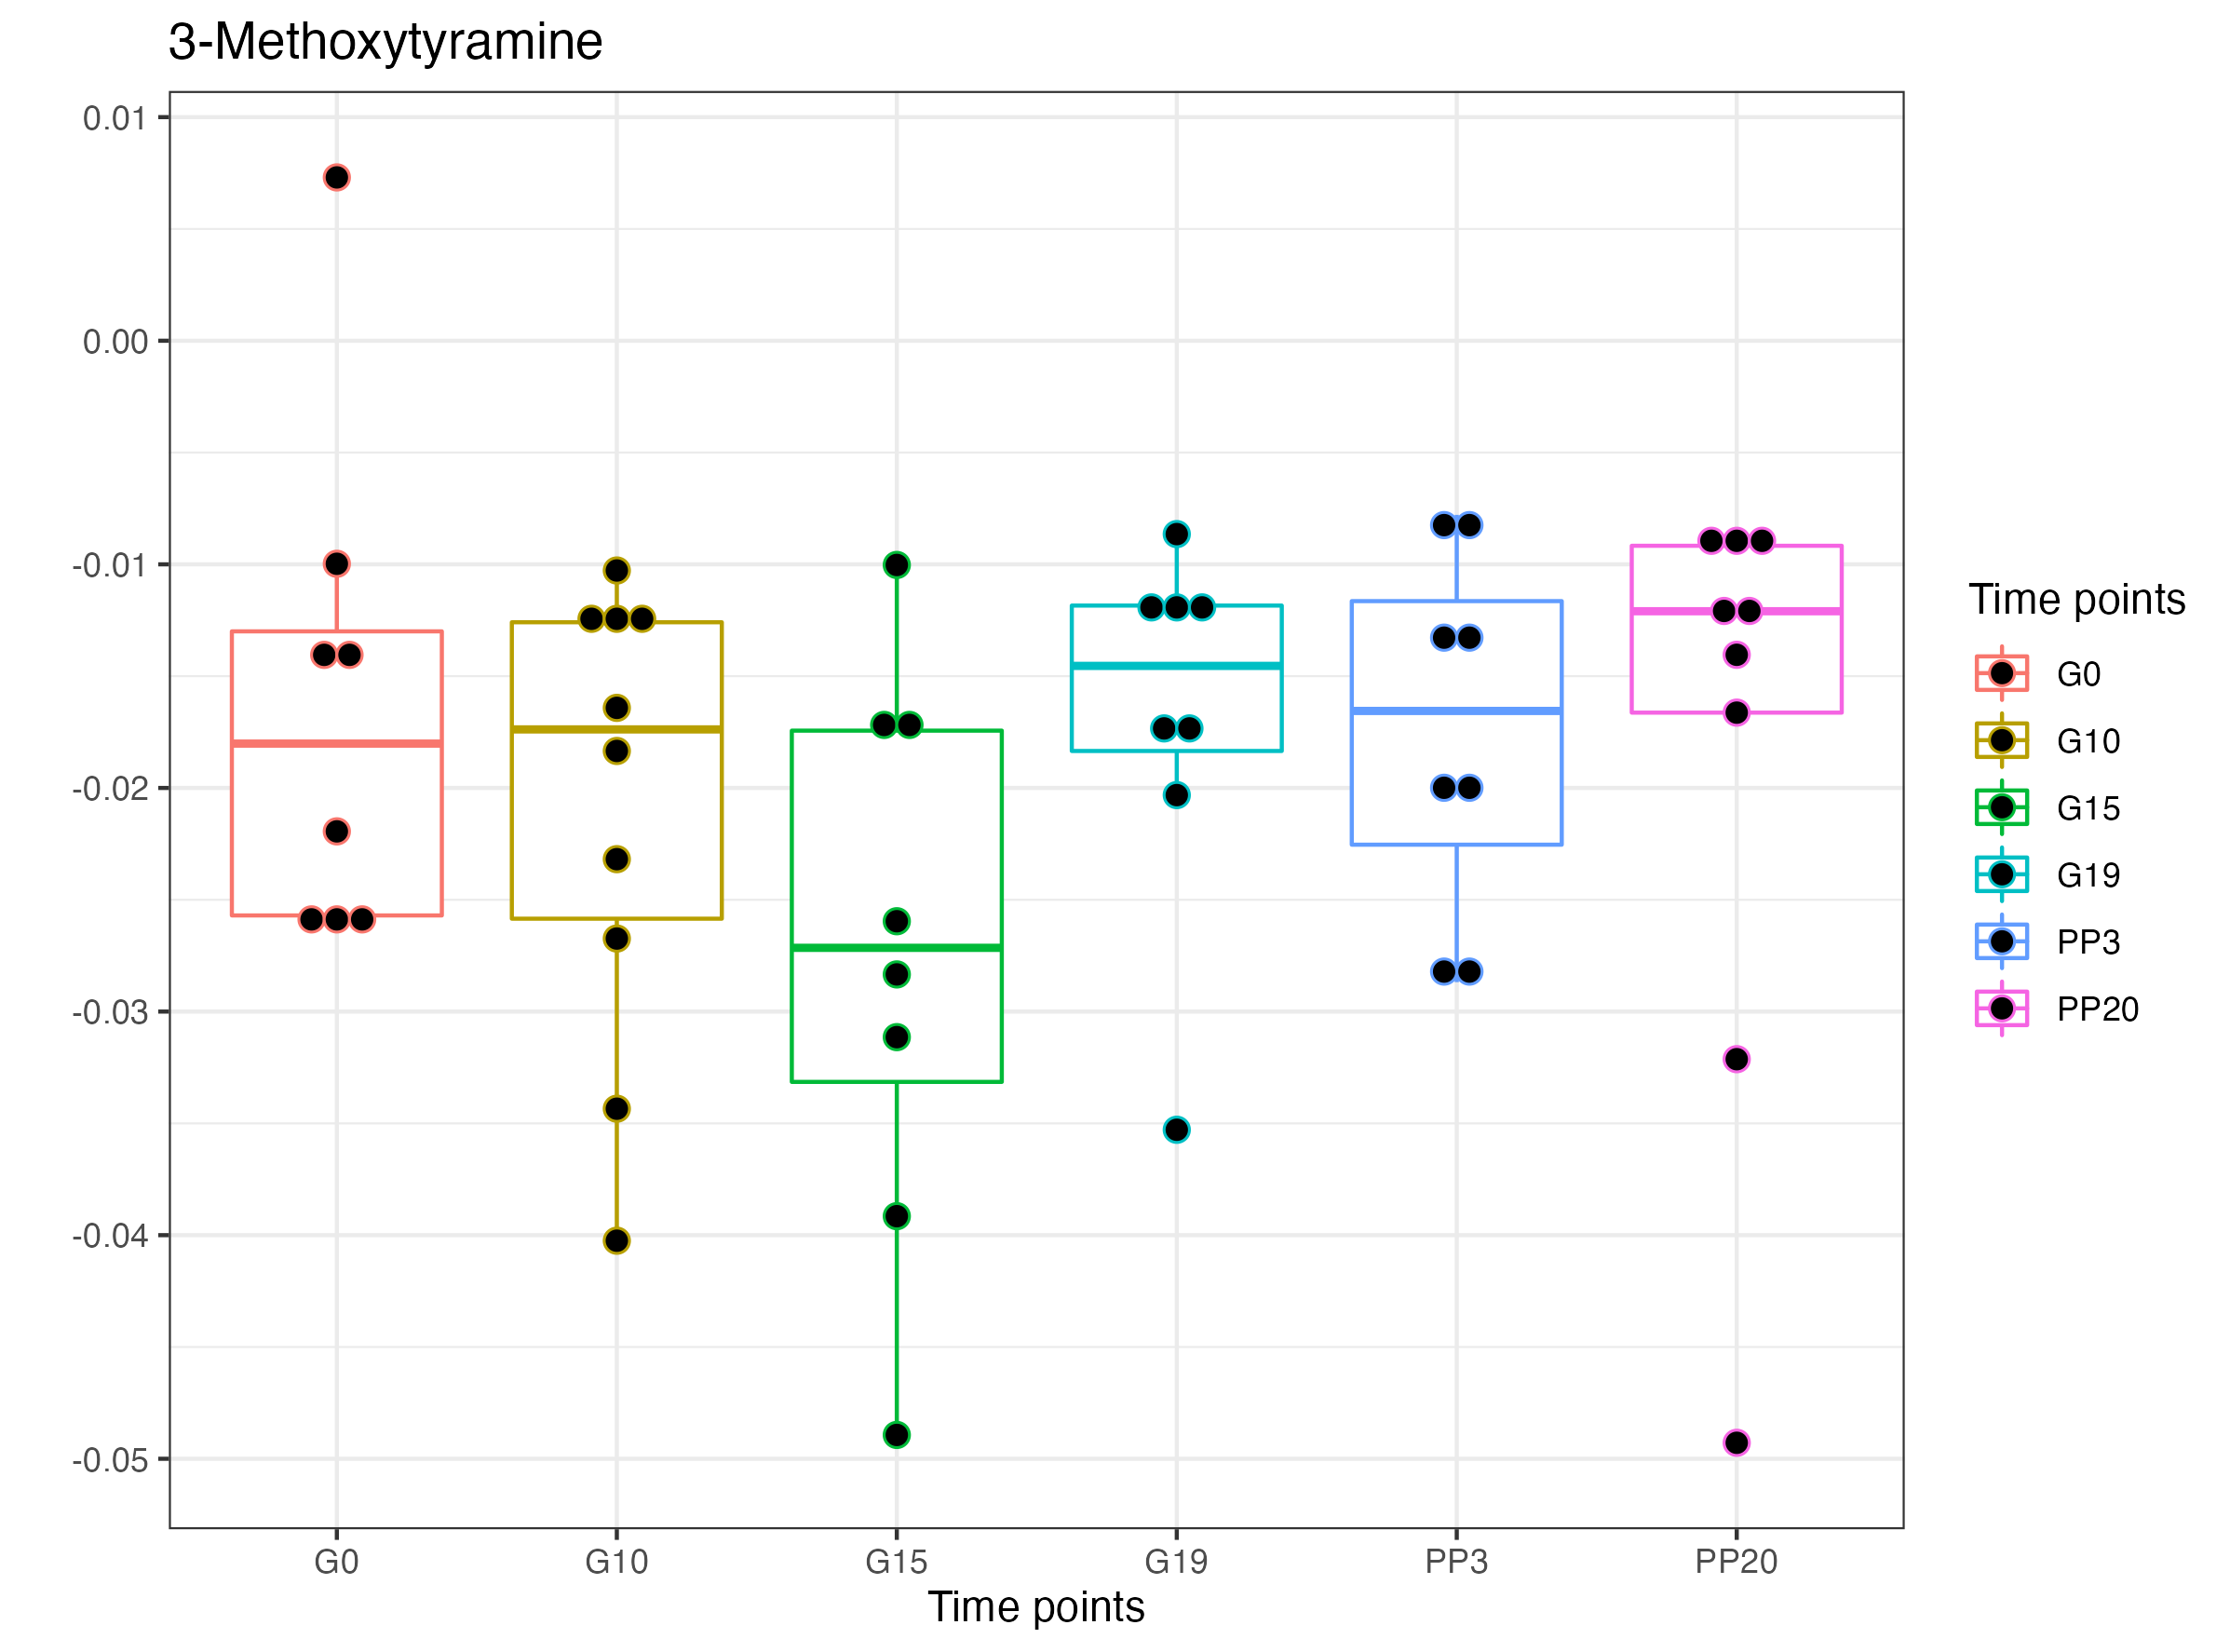 3-Methoxytyramine
0.01
0.00
-0.01
-0.02
-0.03
-0.04
-0.05
G0 G10 G15 G19 PP3 PP20
Time points
Time points
G0
G10
G15
G19
PP3
PP20